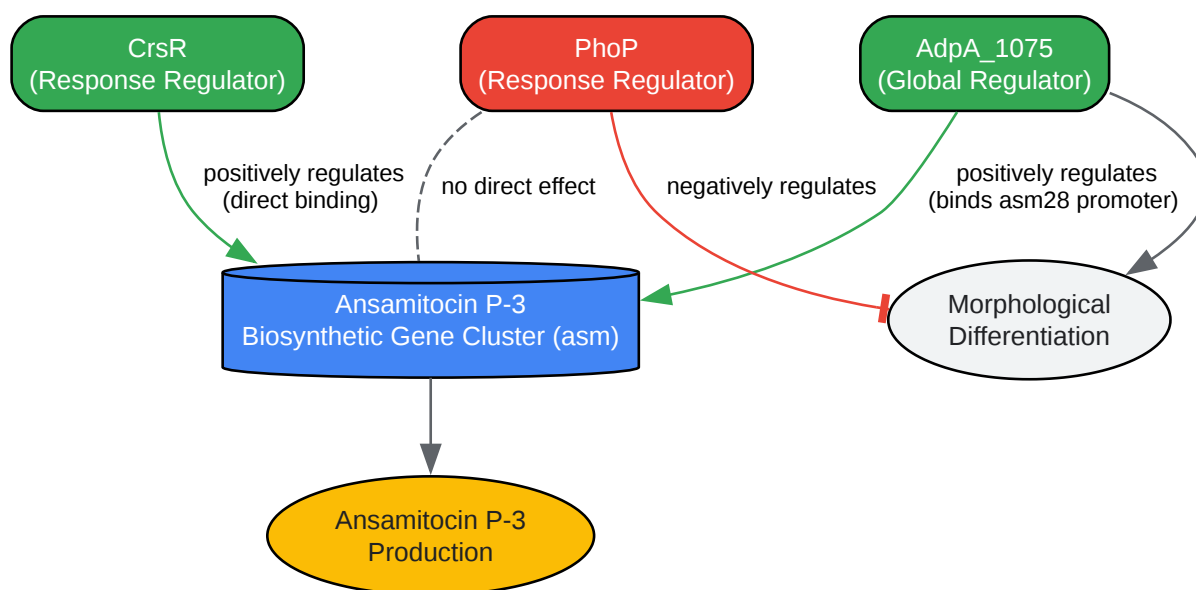 CrsR
(Response Regulator)
PhoP
(Response Regulator)
AdpA_1075
(Global Regulator)
positively regulates
(direct binding)
no direct effect
negatively regulates
positively regulates
(binds asm28 promoter)
Ansamitocin P-3
Biosynthetic Gene Cluster (asm)
Morphological
Differentiation
Ansamitocin P-3
Production